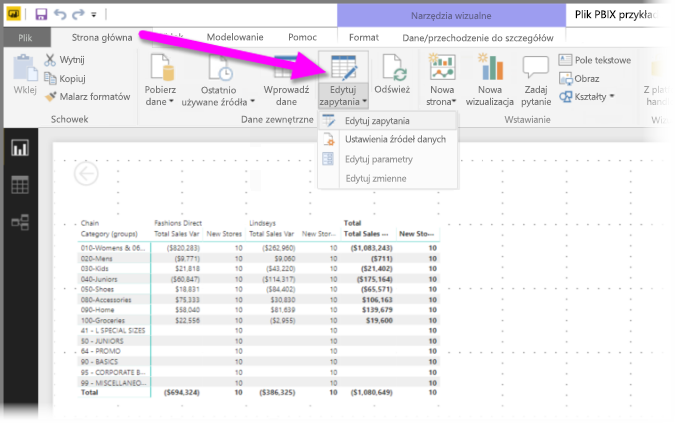 Narzędzia wizualne
Plik PBIX przykład
Plik
Strona główna
Modelowanie
Pomoc
Format
Dane/przechodzenie do szczegółów
Wklej
Wytnij
Kopiuj
Malarz formatów
Schowek
Pobierz
dane
Ostatnio
używane źródła
Wprowadź
dane
Edytuj
zapytania
Odśwież
Dane zewnętrzne
Nowa
strona
Nowa
wizualizacja
Zadaj
pytanie
Pole tekstowe
Obraz
Kształty
Wstawianie
Edytuj zapytania
Ustawienia źródeł danych
Edytuj parametry
Edytuj zmienne
Chain Fashions Direct Lindseys Total
Category (groups) Total Sales Var New Stores Total Sales Var New Stor... Total Sales ... New Sto...
010-Womens & 06... ($820,283) 10 ($262,960) 10 ($1,083,243) 10
020-Mens ($9,771) 10 $9,060 10 ($711) 10
030-Kids $21,818 10 ($43,220) 10 ($21,402) 10
040-Juniors ($60,847) 10 ($114,317) 10 ($175,164) 10
050-Shoes $18,831 10 ($84,402) 10 ($65,571) 10
080-Accessories $75,333 10 $30,830 10 $106,163 10
090-Home $58,040 10 $81,639 10 $139,679 10
100-Groceries $22,556 10 ($2,955) 10 $19,600 10
41 - L SPECIAL SIZES 10 10 10
50 - JUNIORS 10 10 10
64 - PROMO 10 10 10
90 - BASICS 10 10 10
95 - CORPORATE B... 10 10 10
99 - MISCELLANEO... 10 10 10
Total ($694,324) 10 ($386,325) 10 ($1,080,649) 10